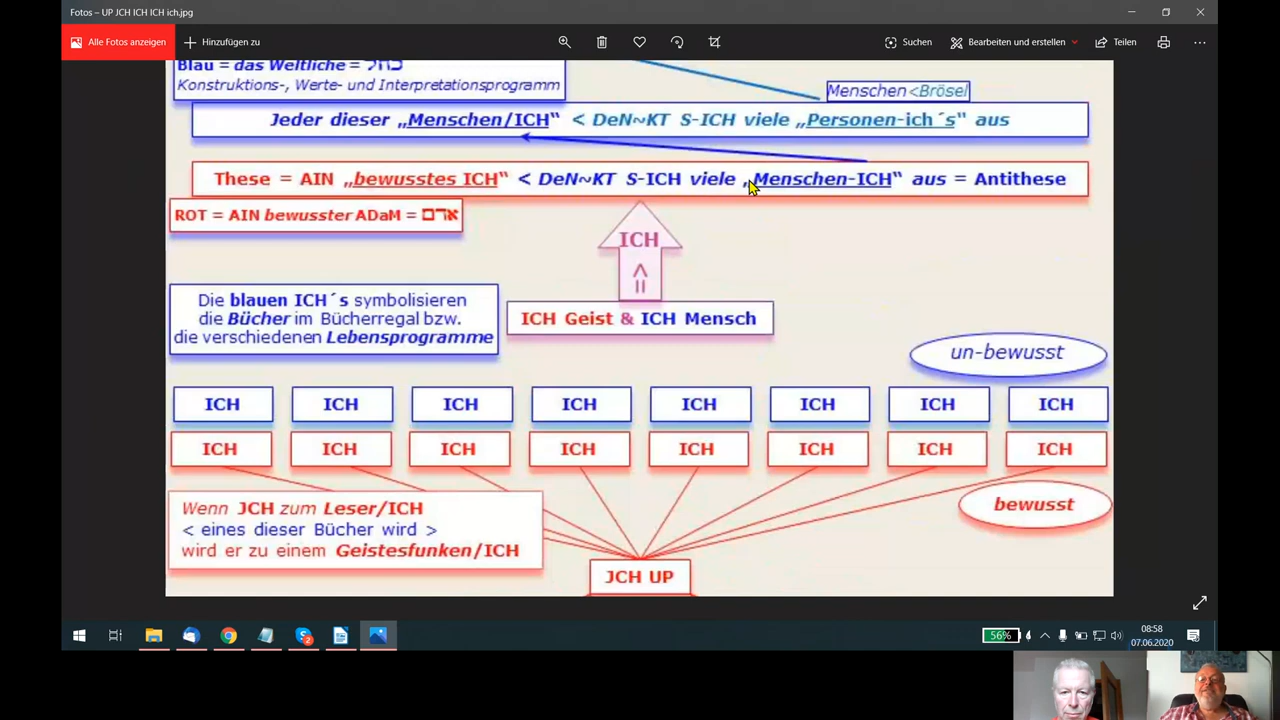 Fotos – UP JCH ICH ICH ich.jpg
Alle Fotos anzeigen
Hinzufügen zu
Suchen
Bearbeiten und erstellen
Teilen
Blau = das Weltliche = כחל
Konstruktions-, Werte- und Interpretationsprogramm
Menschen<Brösel
Jeder dieser „Menschen/ICH“ < DeN~KT S-ICH viele „Personen-ich´s“ aus
These = AIN „bewusstes ICH“ < DeN~KT S-ICH viele „Menschen-ICH“ aus = Antithese
ROT = AIN bewusster ADaM = אדם
ICH
=>
Die blauen ICH´s symbolisieren
die Bücher im Bücherregal bzw.
die verschiedenen Lebensprogramme
ICH Geist & ICH Mensch
un-bewusst
ICH ICH ICH ICH ICH ICH ICH ICH
ICH ICH ICH ICH ICH ICH ICH ICH
bewusst
Wenn JCH zum Leser/ICH
< eines dieser Bücher wird >
wird er zu einem Geistesfunken/ICH
JCH UP
56%
08:58
07.06.2020